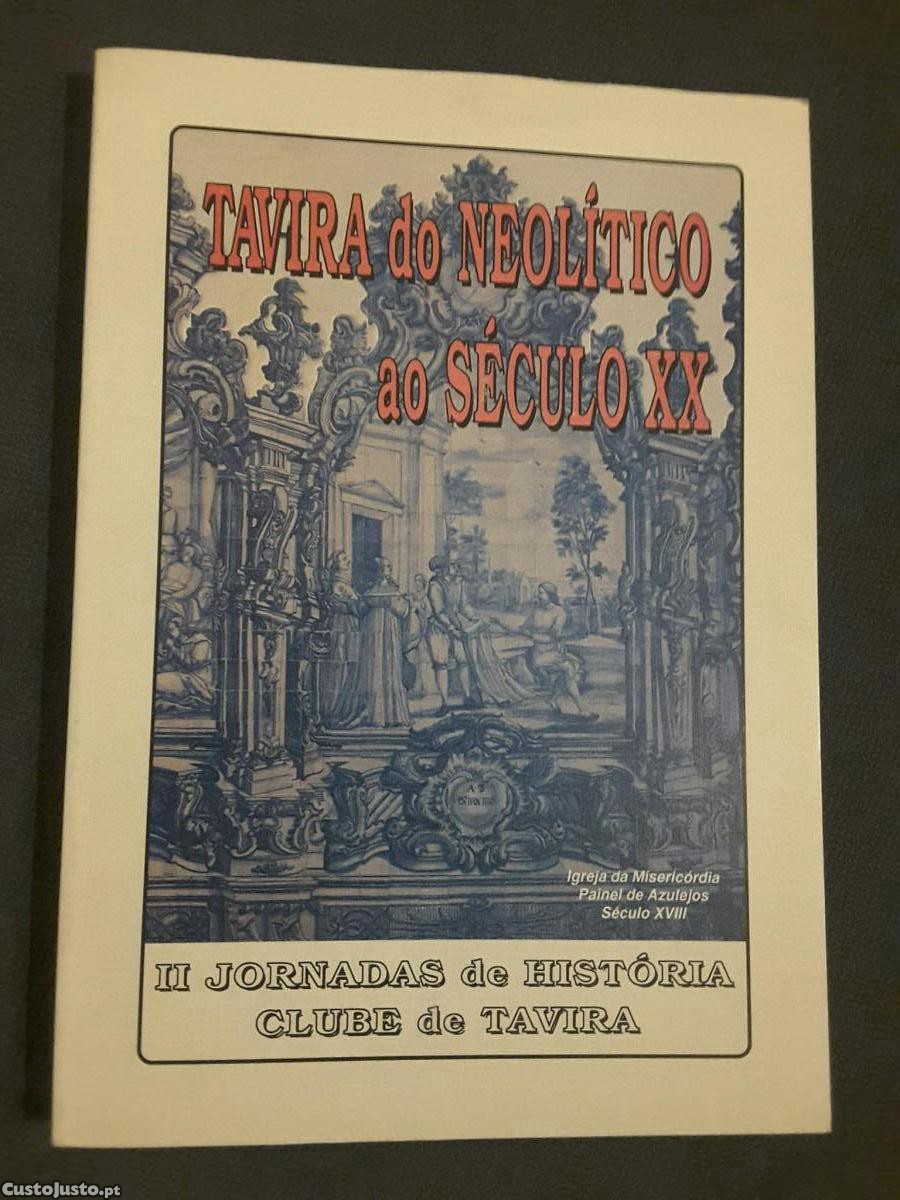 TAVIRA do NEOLÍTICO
ao SÉCULO XX
Igreja da Misericórdia
Painel de Azulejos
Século XVIII
II JORNADAS de HISTÓRIA
CLUBE de TAVIRA
CustoJusto.pt